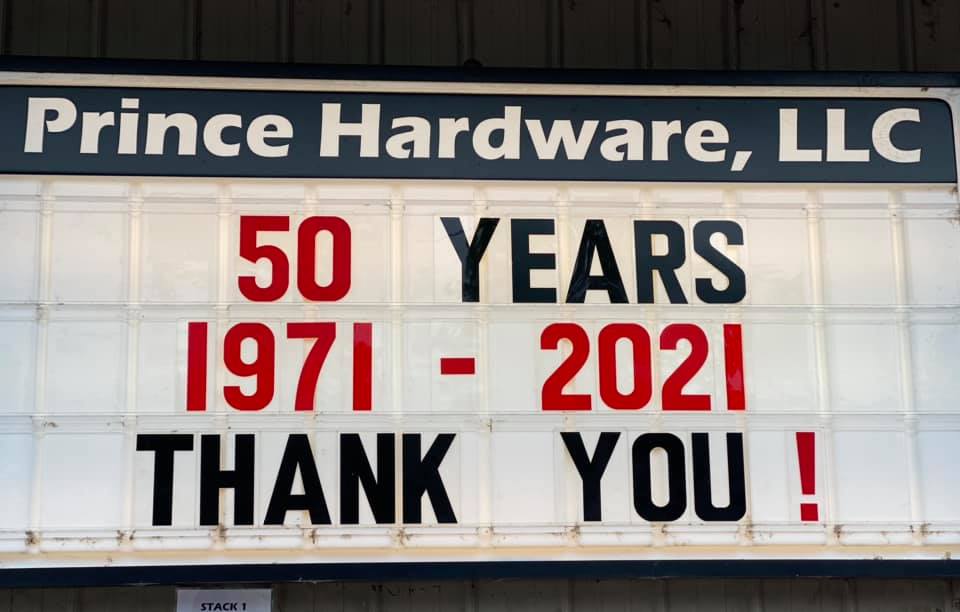 Prince Hardware, LLC
50 YEARS
1971 - 2021
THANK YOU !
STACK 1